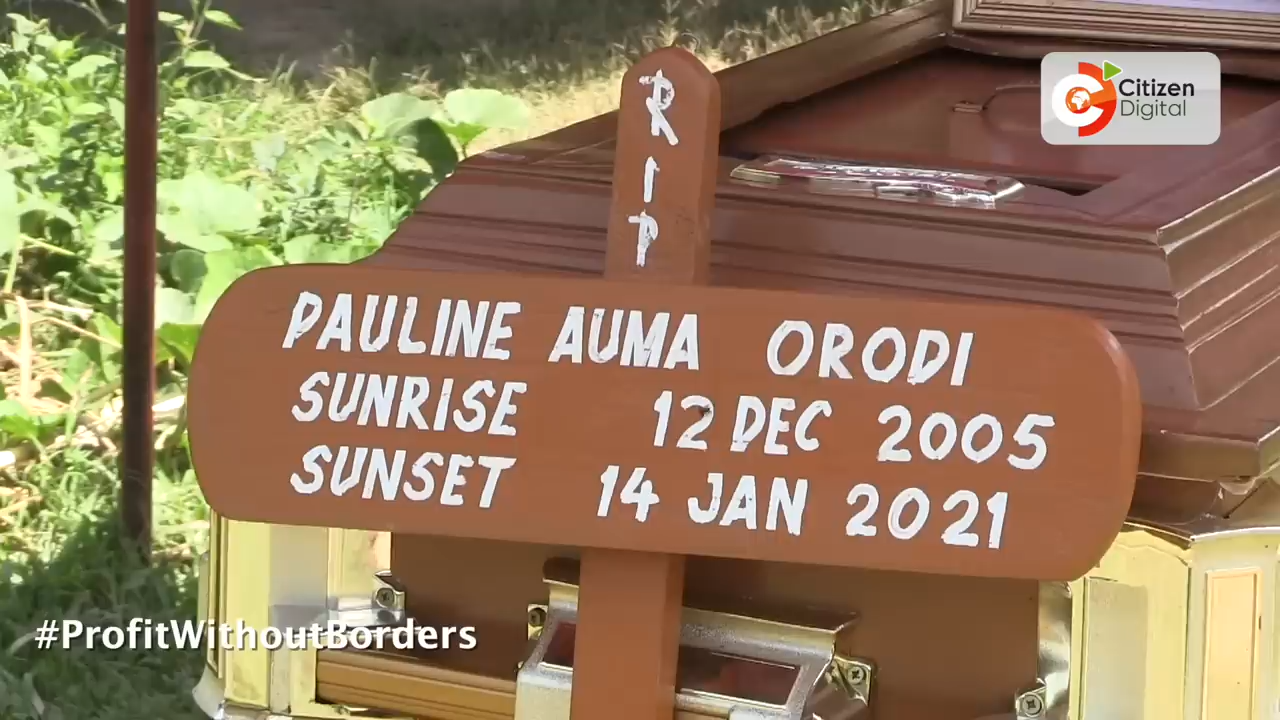 Citizen
Digital
RIP
PAULINE AUMA ORODI
SUNRISE 12 DEC 2005
SUNSET 14 JAN 2021
#ProfitWithoutBorders